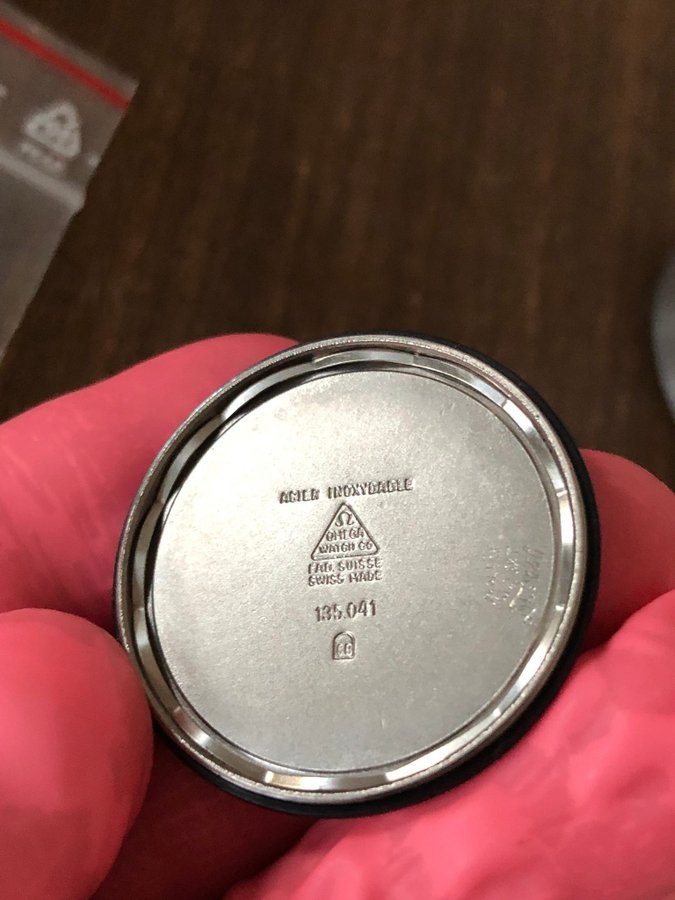 ACIER INOXYDABLE
Ω
OMEGA
WATCH CO
FAB. SUISSE
SWISS MADE
135.041